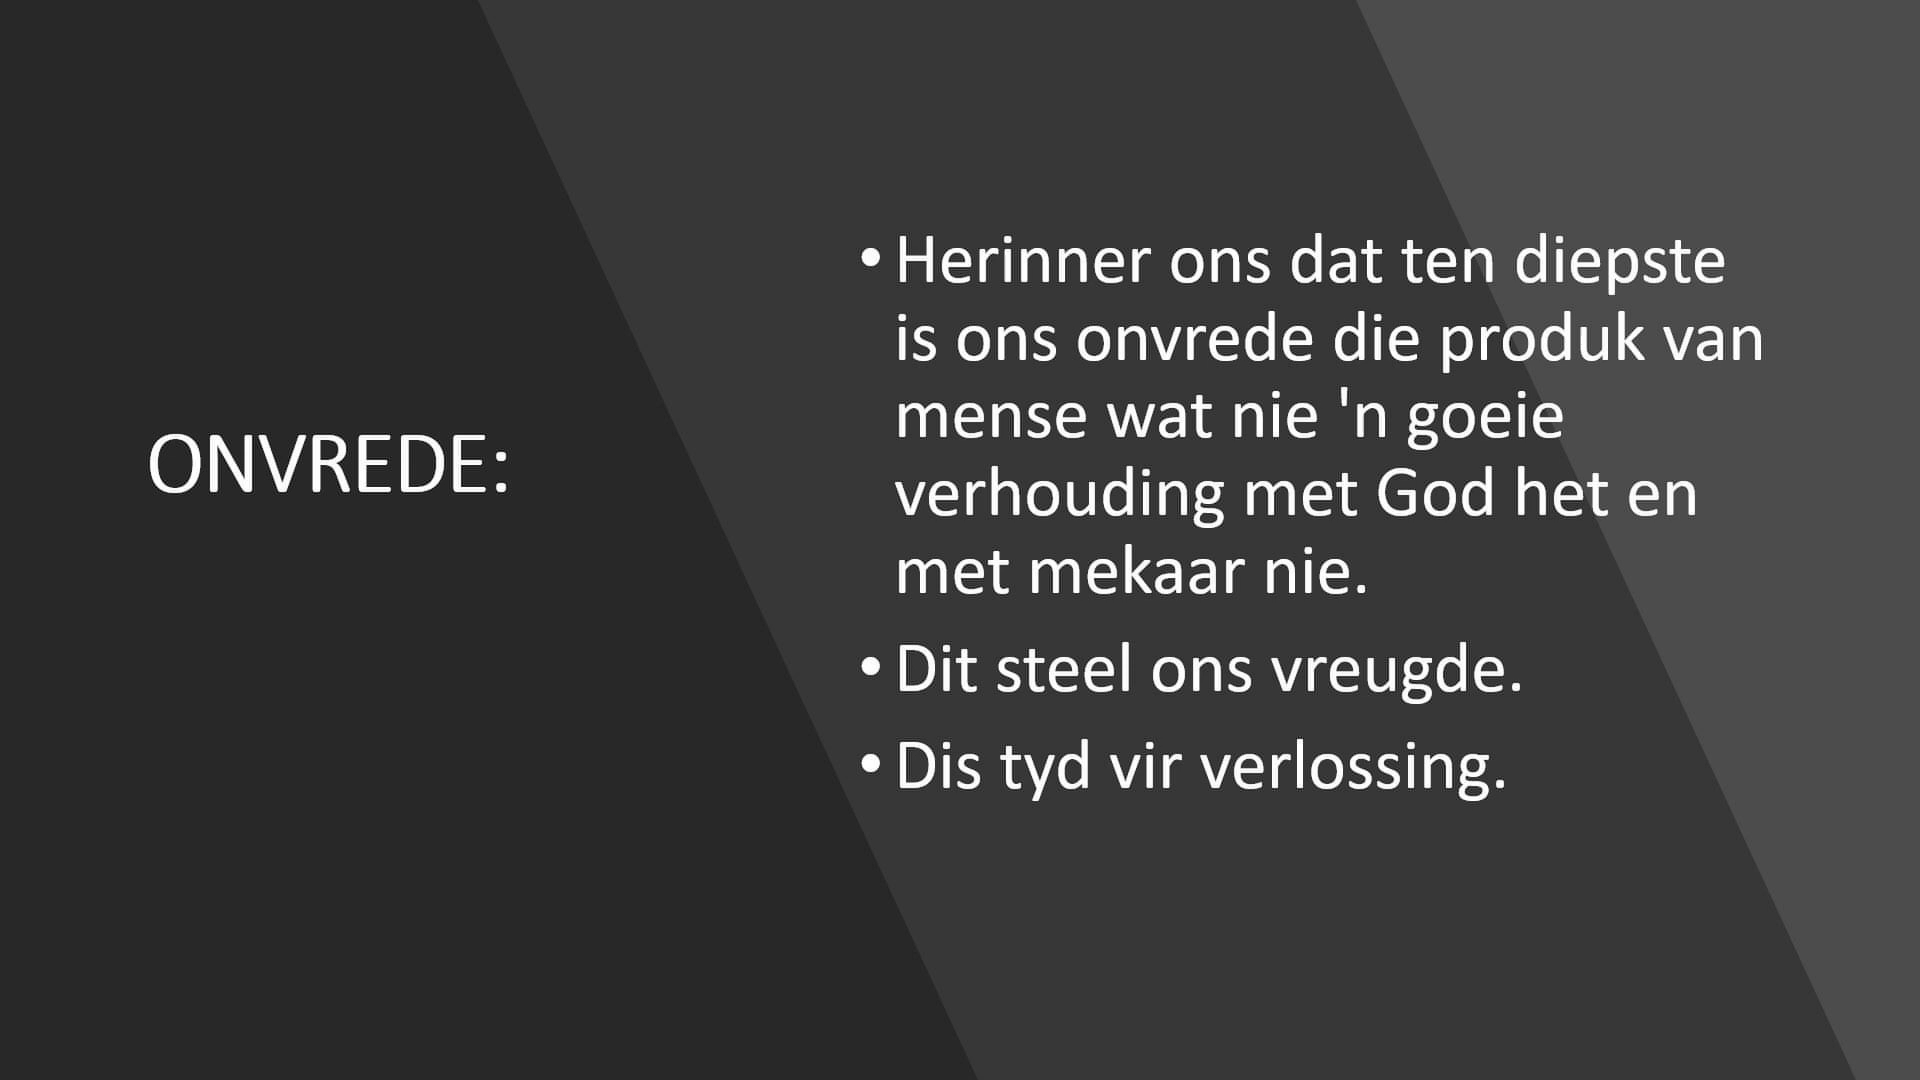 ONVREDE:
• Herinner ons dat ten diepste
is ons onvrede die produk van
mense wat nie 'n goeie
verhouding met God het en
met mekaar nie.
• Dit steel ons vreugde.
• Dis tyd vir verlossing.